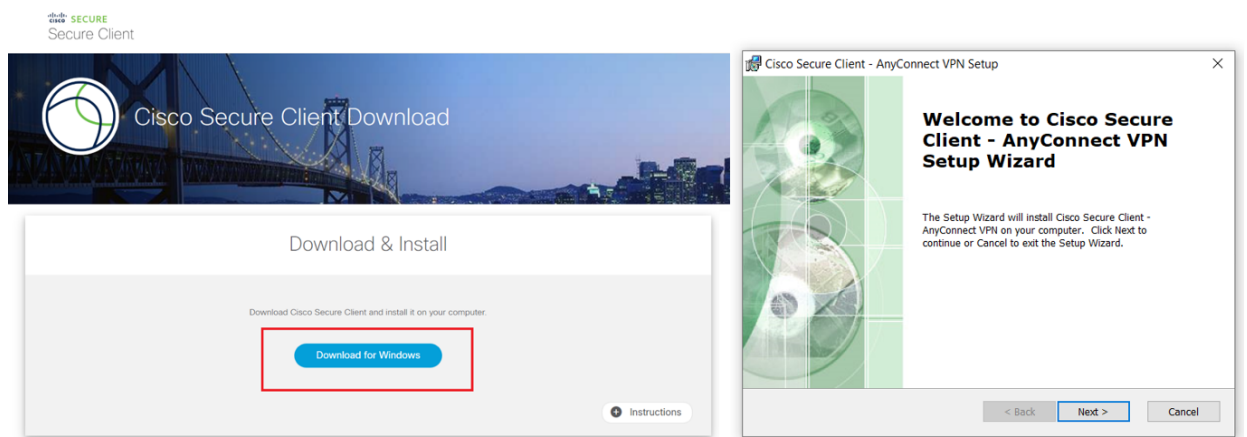 cisco SECURE
Secure Client
Cisco Secure Client Download
Download & Install
Download Cisco Secure Client and install it on your computer.
Download for Windows
Instructions
Cisco Secure Client - AnyConnect VPN Setup
Welcome to Cisco Secure
Client - AnyConnect VPN
Setup Wizard
The Setup Wizard will install Cisco Secure Client -
AnyConnect VPN on your computer. Click Next to
continue or Cancel to exit the Setup Wizard.
< Back Next > Cancel